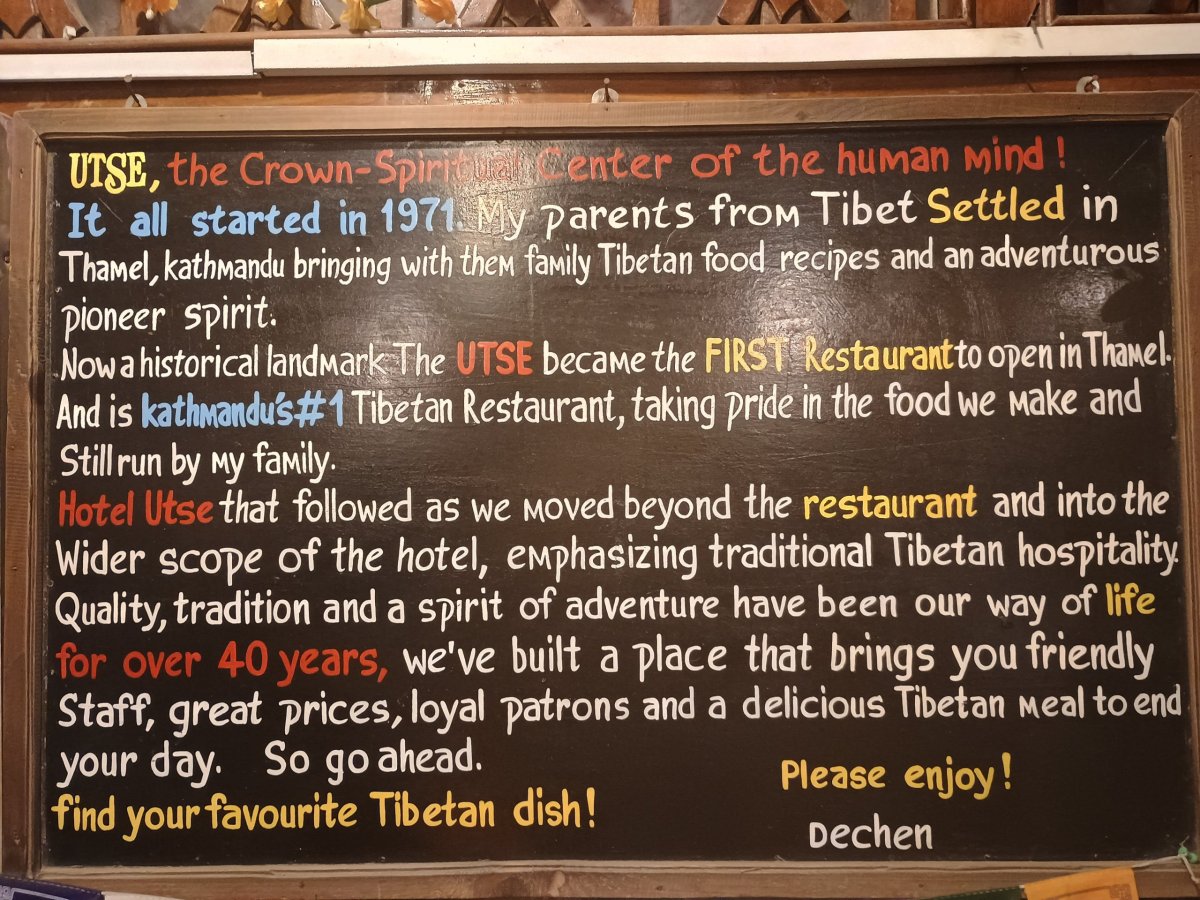 UTSE, the Crown-Spiritual Center of the human mind!
It all started in 1971. My parents from Tibet Settled in
Thamel, kathmandu bringing with them family Tibetan food recipes and an adventurous
pioneer spirit.
Now a historical landmark The UTSE became the FIRST Restaurant to open in Thamel.
And is kathmandu's #1 Tibetan Restaurant, taking pride in the food we make and
Still run by my family.
Hotel Utse that followed as we moved beyond the restaurant and into the
Wider scope of the hotel, emphasizing traditional Tibetan hospitality.
Quality, tradition and a spirit of adventure have been our way of life
for over 40 years, we've built a place that brings you friendly
Staff, great prices, loyal patrons and a delicious Tibetan meal to end
your day. So go ahead.
find your favourite Tibetan dish!
Please enjoy!
Dechen